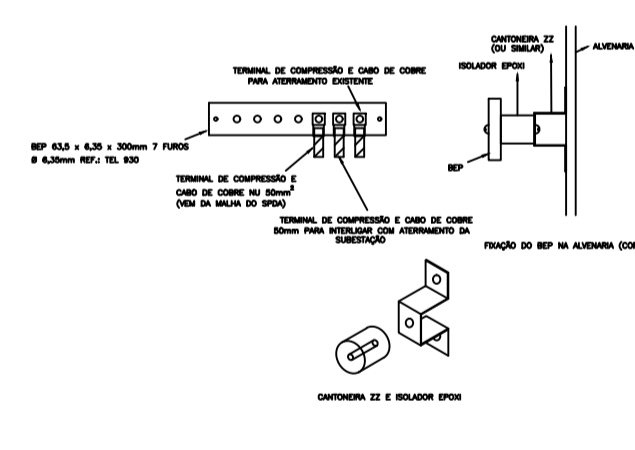 CANTONEIRA ZZ
(OU SIMILAR)
ALVENARIA
ISOLADOR EPOXI
TERMINAL DE COMPRESSÃO E CABO DE COBRE
PARA ATERRAMENTO EXISTENTE
BEP 63,5 x 6,35 x 300mm 7 FUROS
Ø 6,35mm REF.: TEL 930
BEP
TERMINAL DE COMPRESSÃO E
CABO DE COBRE NU 50mm²
(VEM DA MALHA DO SPDA)
TERMINAL DE COMPRESSÃO E CABO DE COBRE
50mm PARA INTERLIGAR COM ATERRAMENTO DA
SUBESTAÇÃO
FIXAÇÃO DO BEP NA ALVENARIA
CANTONEIRA ZZ E ISOLADOR EPOXI